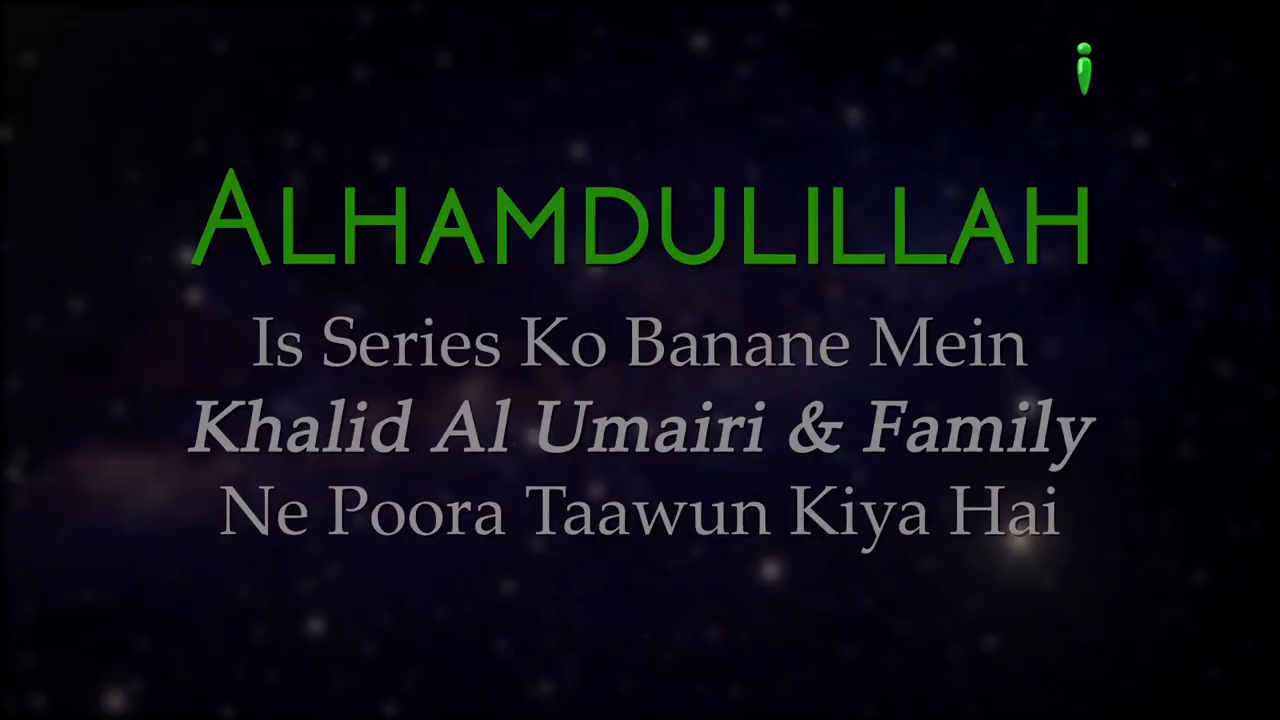 ALHAMDULILLAH
Is Series Ko Banane Mein
Khalid Al Umairi & Family
Ne Poora Taawun Kiya Hai